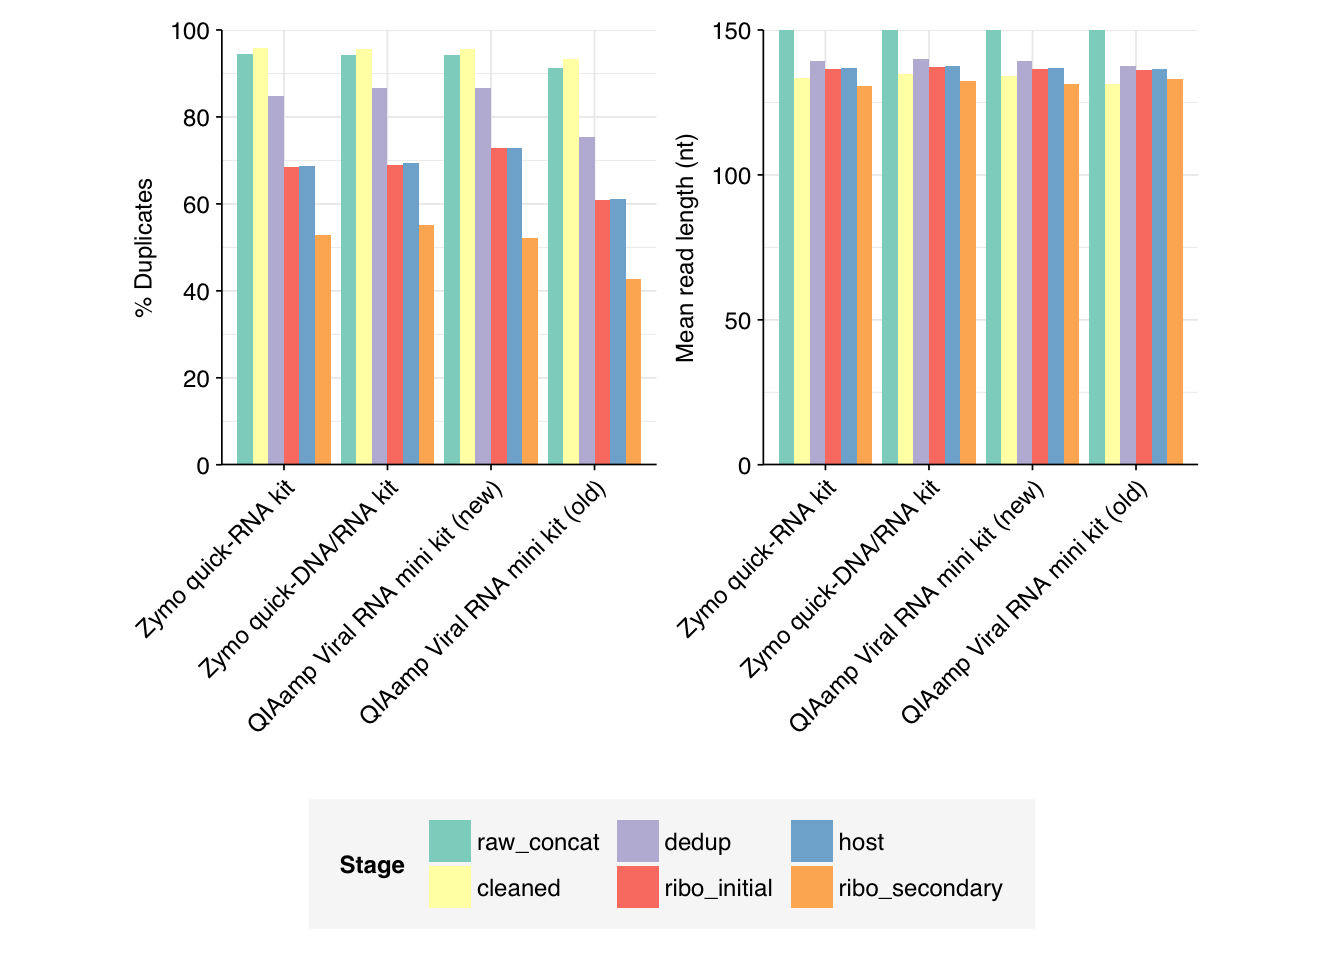 % Duplicates
100
80
60
40
20
0
Zymo quick-RNA kit
Zymo quick-DNA/RNA kit
QIAamp Viral RNA mini kit (new)
QIAamp Viral RNA mini kit (old)
Mean read length (nt)
150
100
50
0
Zymo quick-RNA kit
Zymo quick-DNA/RNA kit
QIAamp Viral RNA mini kit (new)
QIAamp Viral RNA mini kit (old)
Stage
raw_concat
dedup
host
cleaned
ribo_initial
ribo_secondary